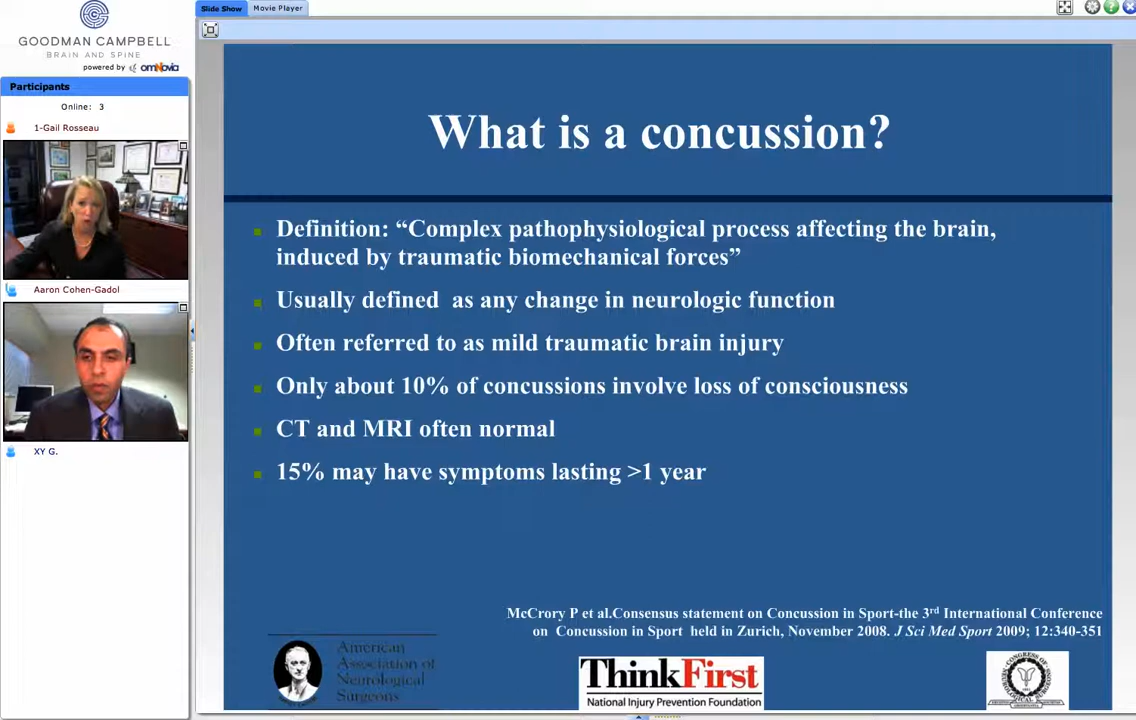 GOODMAN CAMPBELL
BRAIN AND SPINE
powered by omNovia
Participants
Online: 3
1-Gail Rosseau
Aaron Cohen-Gadol
XY G.
Slide Show
Movie Player
What is a concussion?
Definition: “Complex pathophysiological process affecting the brain,
induced by traumatic biomechanical forces”
Usually defined as any change in neurologic function
Often referred to as mild traumatic brain injury
Only about 10% of concussions involve loss of consciousness
CT and MRI often normal
15% may have symptoms lasting >1 year
McCrory P et al.Consensus statement on Concussion in Sport-the 3rd International Conference
on Concussion in Sport held in Zurich, November 2008. J Sci Med Sport 2009; 12:340-351
American
Association of
Neurological
Surgeons
ThinkFirst
National Injury Prevention Foundation